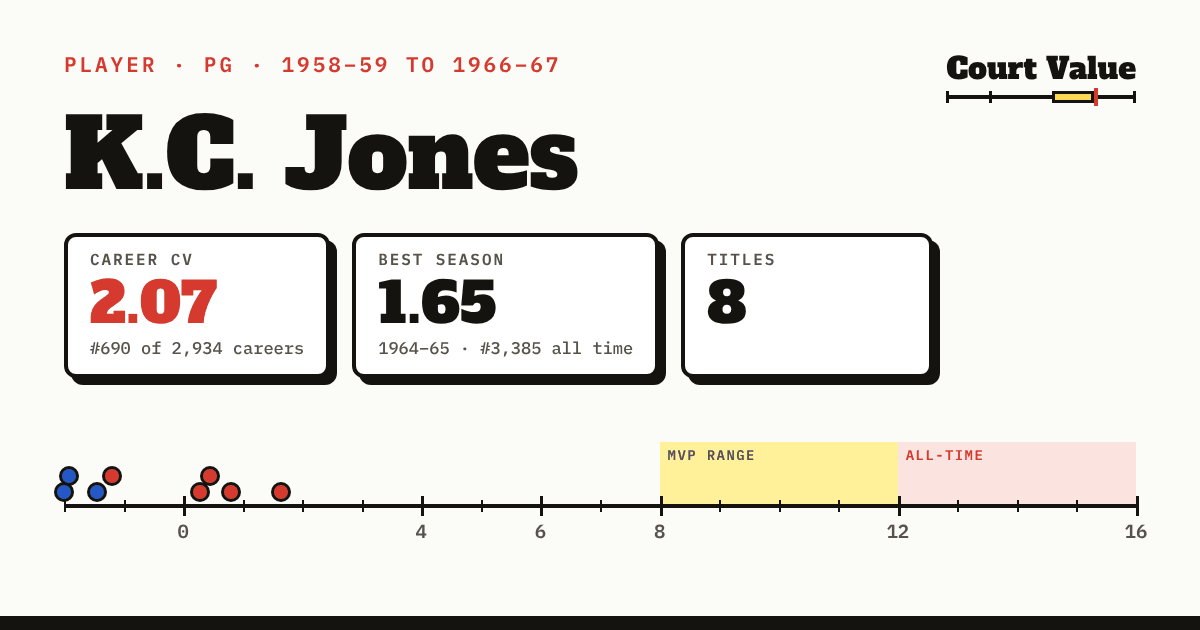 PLAYER · PG · 1958–59 TO 1966–67
Court Value
K.C. Jones
CAREER CV
2.07
#690 of 2,934 careers
BEST SEASON
1.65
1964–65 · #3,385 all time
TITLES
8
MVP RANGE
ALL-TIME
0 4 6 8 12 16